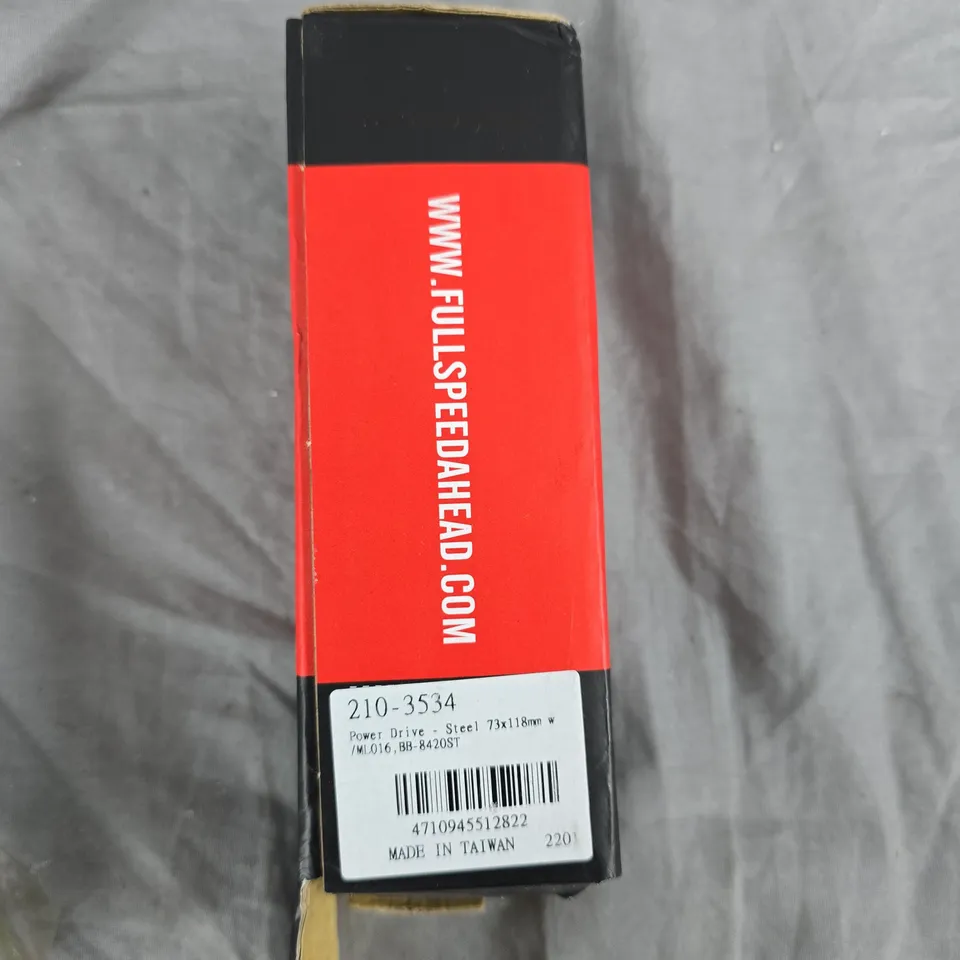 WWW.FULLSPEEDAHEAD.COM
210-3534
Power Drive - Steel 73x118mm w
/ML016,BB-8420ST
4710945512822
MADE IN TAIWAN 2201